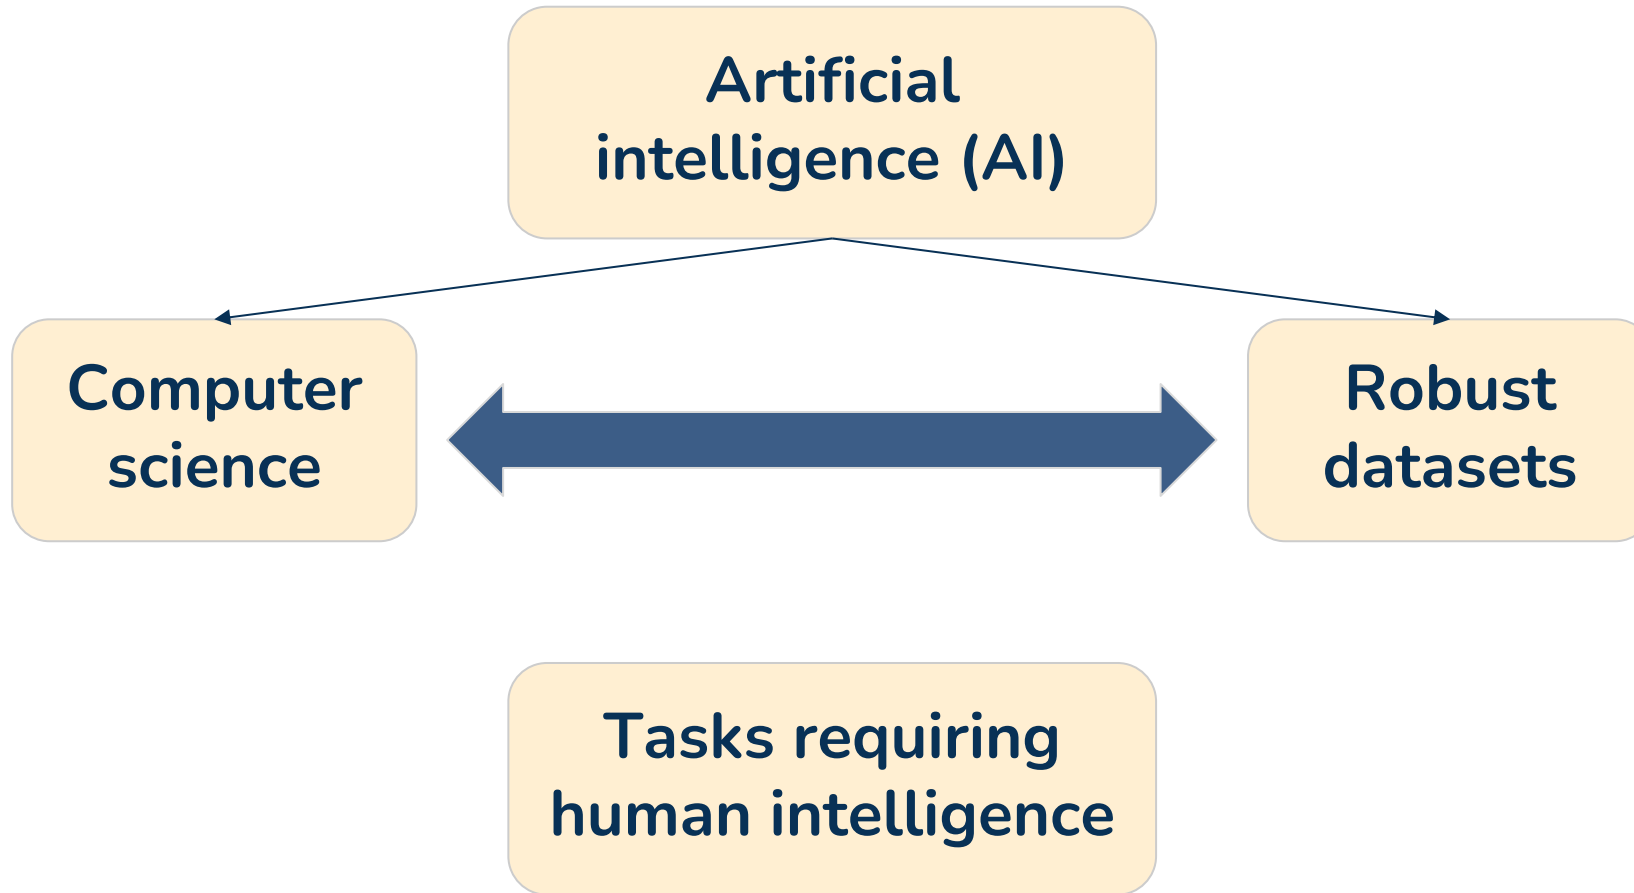 Artificial
intelligence (AI)
Computer
science
Robust
datasets
Tasks requiring
human intelligence